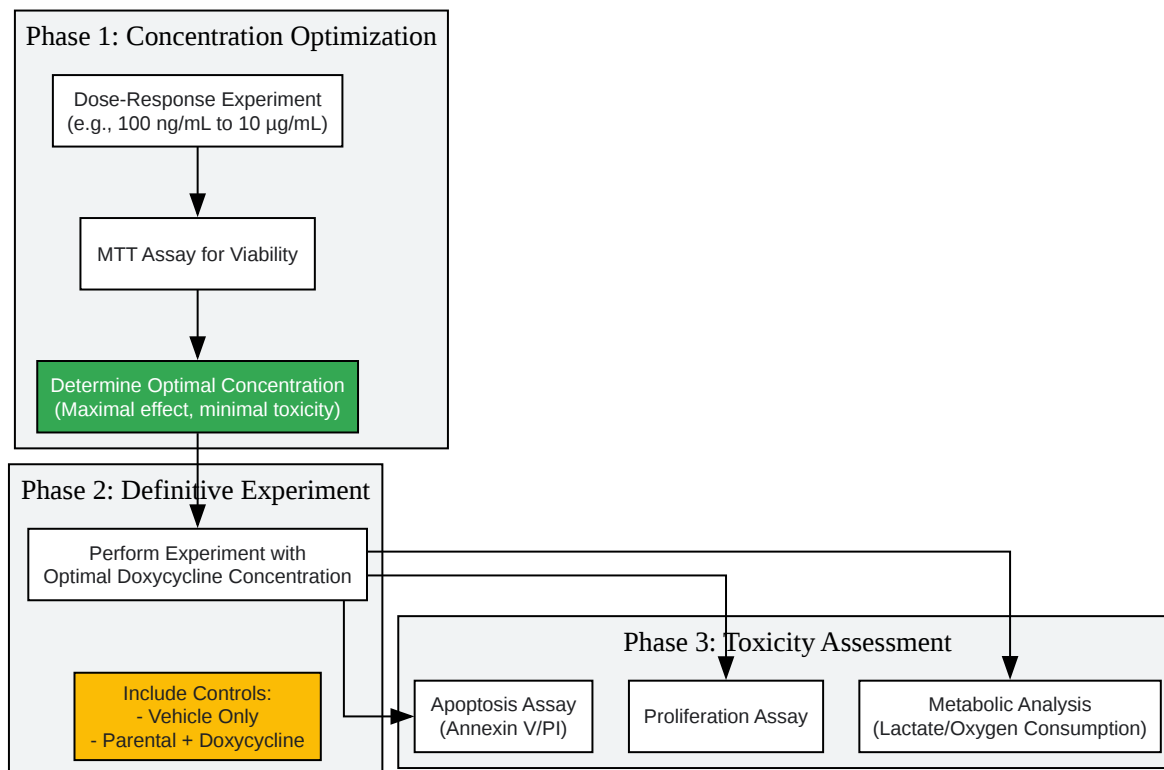 Phase 1: Concentration Optimization
Dose-Response Experiment
(e.g., 100 ng/mL to 10 µg/mL)
MTT Assay for Viability
Determine Optimal Concentration
(Maximal effect, minimal toxicity)
Phase 2: Definitive Experiment
Perform Experiment with
Optimal Doxycycline Concentration
Include Controls:
- Vehicle Only
- Parental + Doxycycline
Phase 3: Toxicity Assessment
Apoptosis Assay
(Annexin V/PI)
Proliferation Assay
Metabolic Analysis
(Lactate/Oxygen Consumption)